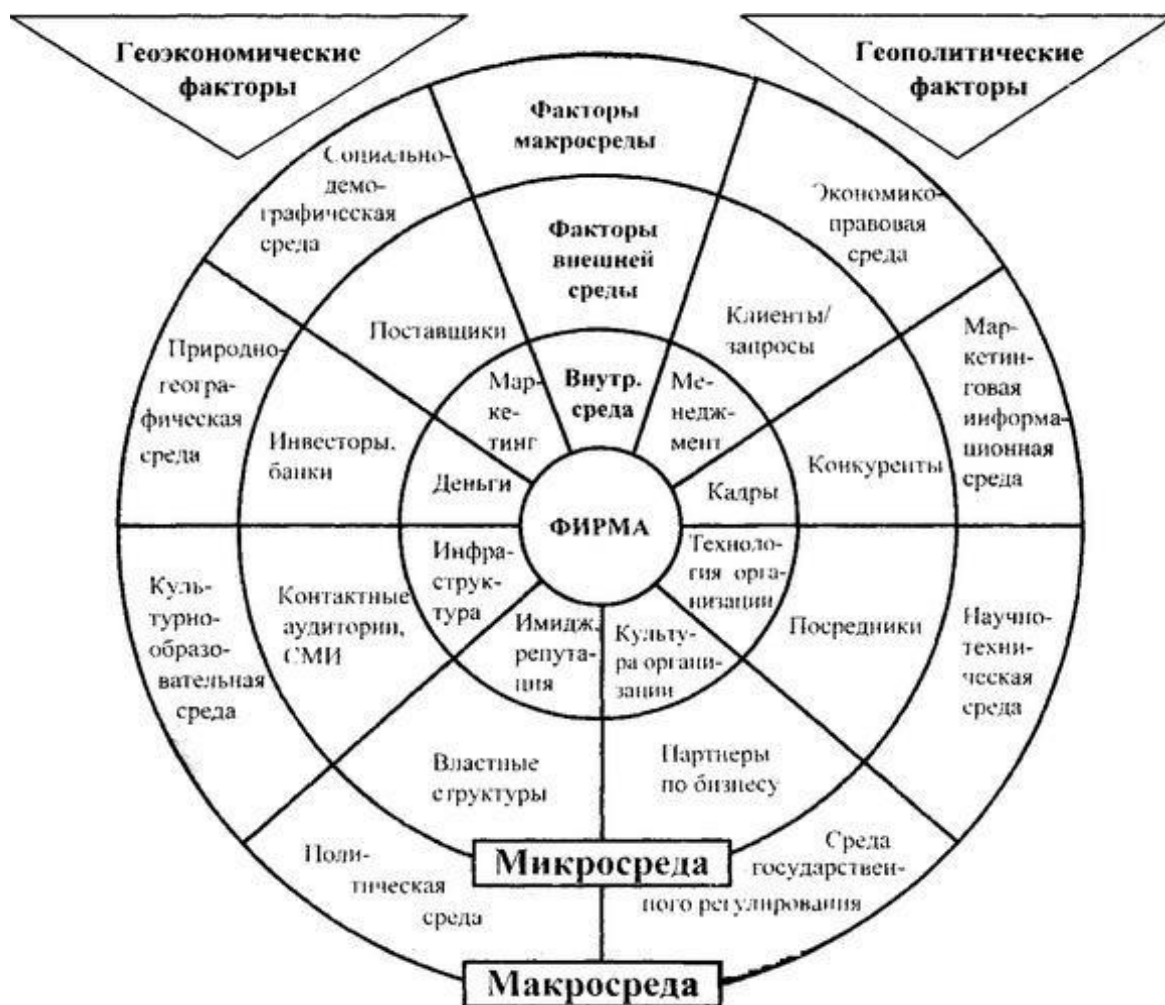 Геоэкономические
факторы
Геополитические
факторы
Факторы
макросреды
Социально-
демо-
графическая
среда
Экономико-
правовая
среда
Факторы
внешней
среды
Поставщики
Клиенты/
запросы
Природно-
геогра-
фическая
среда
Мар-
кетин-
говая
информа-
ционная
среда
Мар-
ке-
тинг
Внутр.
среда
Ме-
недж-
мент
Инвесторы,
банки
Деньги
Кадры
Конкуренты
ФИРМА
Куль-
турно-
образо-
вательная
среда
Контактные
аудитории,
СМИ
Инфра-
струк-
тура
Имидж,
репута-
ция
Культу-
ра органи-
зации
Техноло-
гия орга-
низации
Посредники
Научно-
техни-
ческая
среда
Властные
структуры
Партнеры
по бизнесу
Поли-
тическая
среда
Микросреда
Среда
государствен-
ного регулирования
Макросреда